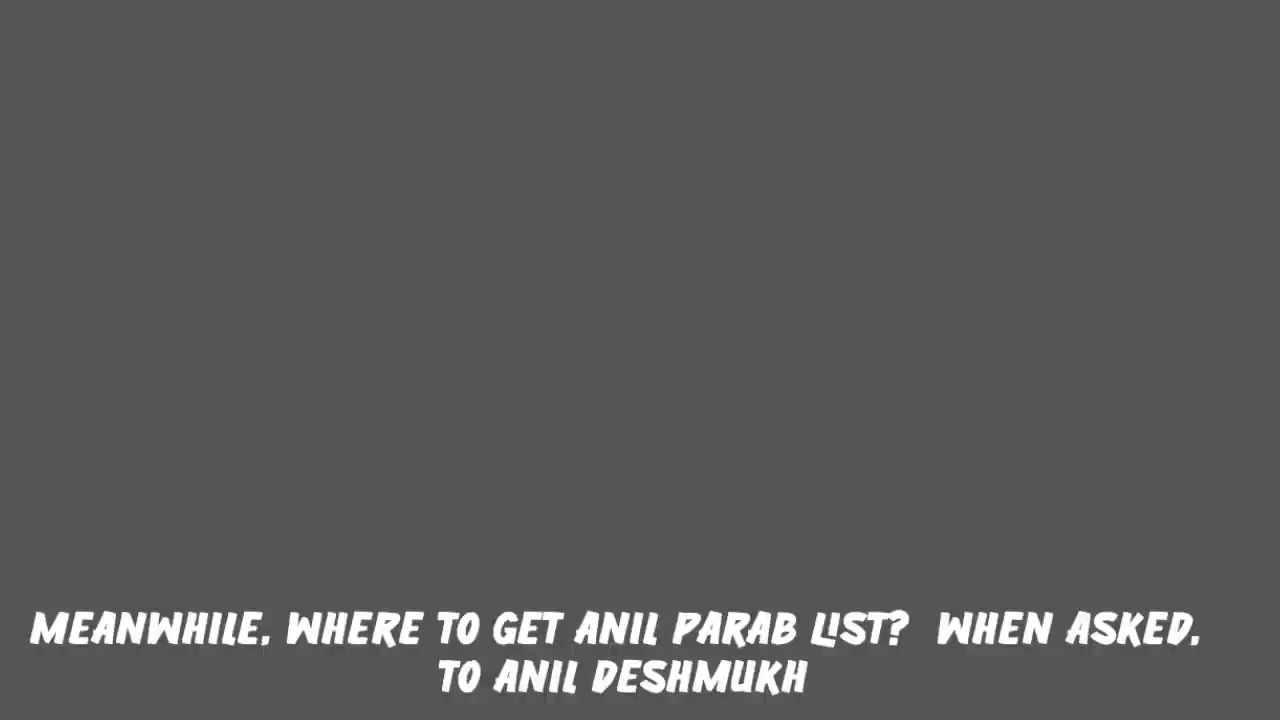 MEANWHILE, WHERE TO GET ANIL PARAB LIST?  WHEN ASKED,
TO ANIL DESHMUKH